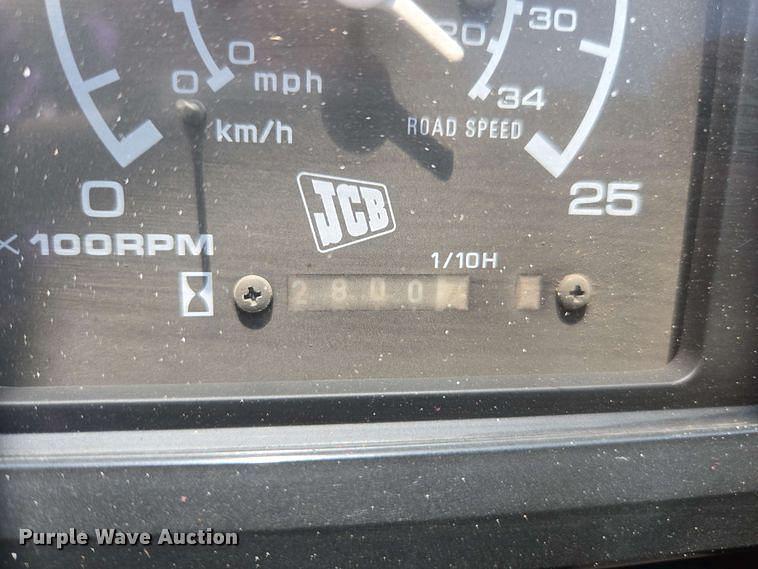 0
0 mph
km/h
20
30
34
ROAD SPEED
0
25
JCB
X 100RPM
1/10H
2800
Purple Wave Auction